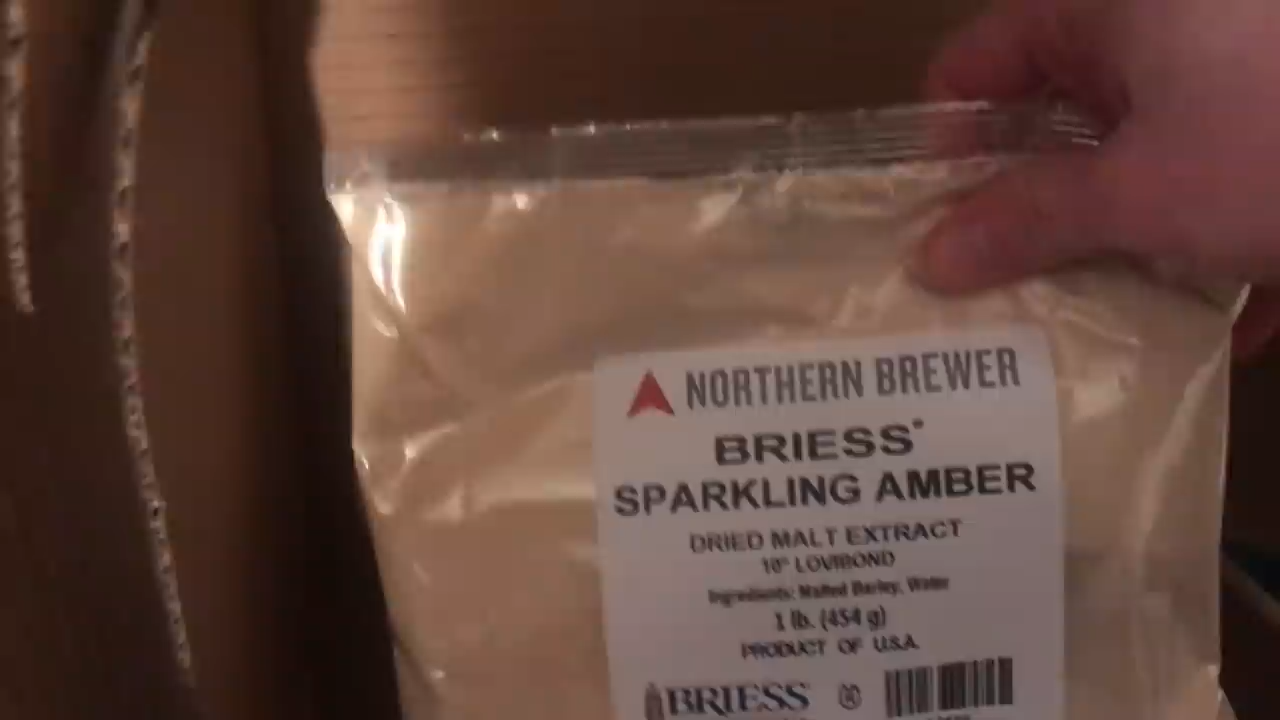 NORTHERN BREWER
BRIESS®
SPARKLING AMBER
DRIED MALT EXTRACT
10° LOVIBOND
Ingredients: Malted Barley, Water
1 lb. (454 g)
PRODUCT OF U.S.A.
BRIESS